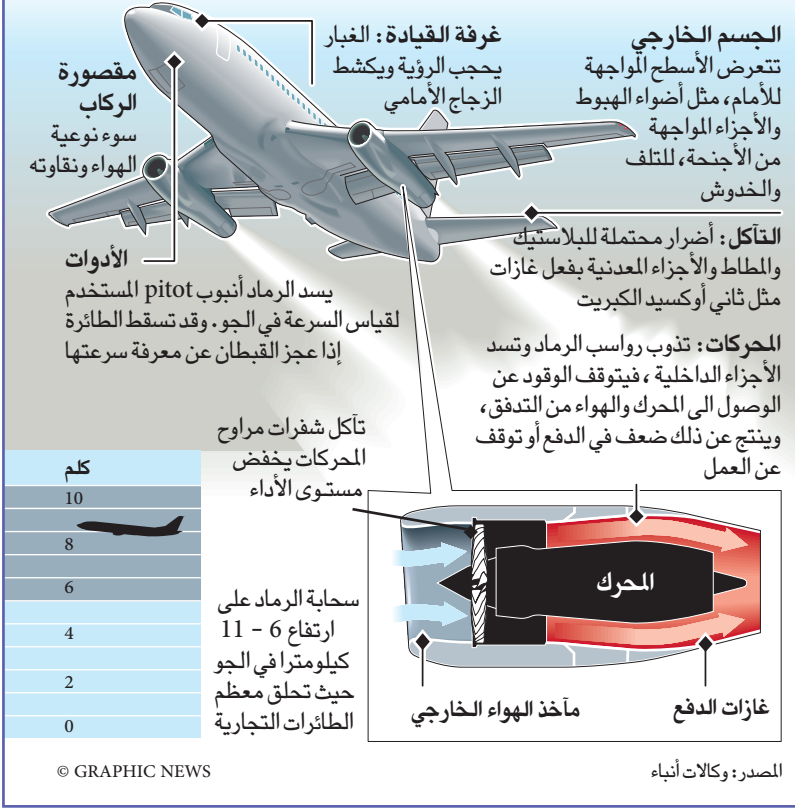 الجسم الخارجي
تتعرض الأسطح المواجهة
للأمام، مثل أضواء الهبوط
والأجزاء المواجهة
من الأجنحة، للتلف
والخدوش
غرفة القيادة: الغبار
يحجب الرؤية ويكشط
الزجاج الأمامي
مقصورة
الركاب
سوء نوعية
الهواء ونقاوته
التآكل: أضرار محتملة للبلاستيك
والمطاط والأجزاء المعدنية بفعل غازات
مثل ثاني أوكسيد الكبريت
الأدوات
يسد الرماد أنبوب pitot المستخدم
لقياس السرعة في الجو. وقد تسقط الطائرة
إذا عجز القبطان عن معرفة سرعتها
المحركات: تذوب رواسب الرماد وتسد
الأجزاء الداخلية، فيتوقف الوقود عن
الوصول الى المحرك والهواء من التدفق،
وينتج عن ذلك ضعف في الدفع أو توقف
عن العمل
تآكل شفرات مراوح
المحركات يخفض
مستوى الأداء
المحرك
غازات الدفع
مآخذ الهواء الخارجي
سحابة الرماد على
ارتفاع 6 - 11
كيلومترا في الجو
حيث تحلق معظم
الطائرات التجارية
كلم
10
8
6
4
2
0
المصدر: وكالات أنباء
© GRAPHIC NEWS